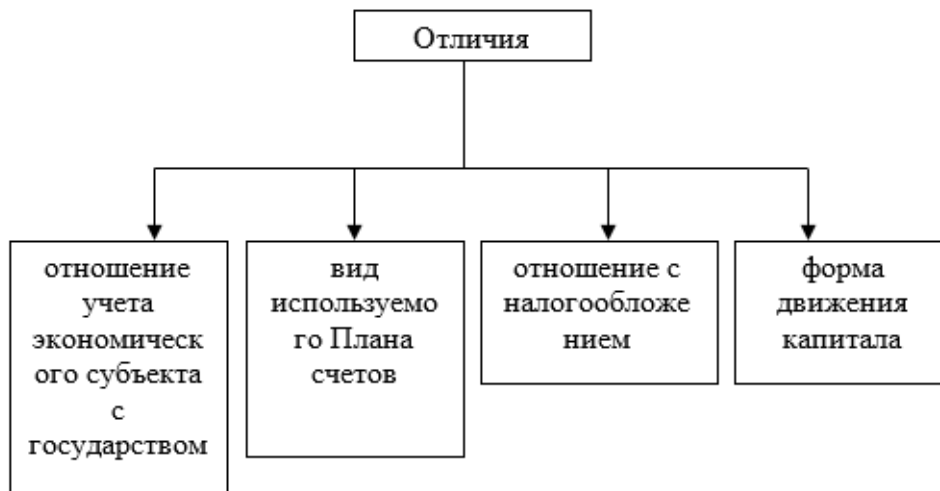 Отличия
отношение
учета
экономическ
ого субъекта
с
государством
вид
используемо
го Плана
счетов
отношение с
налогообложе
нием
форма
движения
капитала